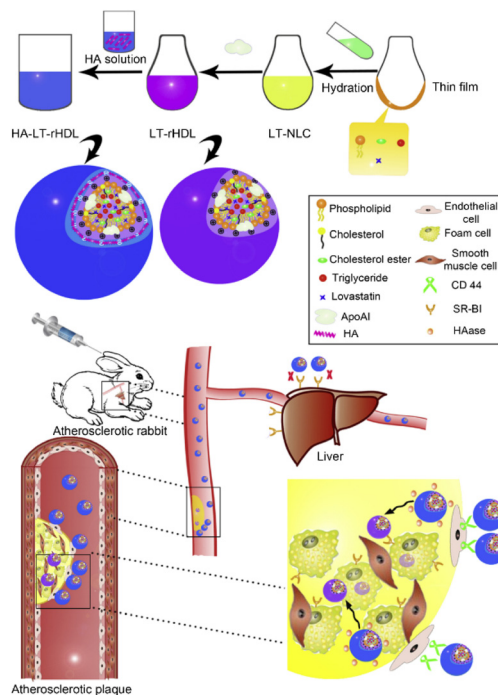 HA solution
Hydration
Thin film
HA-LT-rHDL
LT-rHDL
LT-NLC
Phospholipid
Cholesterol
Cholesterol ester
Triglyceride
Lovastatin
ApoAI
HA
Endothelial
cell
Foam cell
Smooth
muscle cell
CD 44
SR-BI
HAase
Atherosclerotic rabbit
Liver
Atherosclerotic plaque